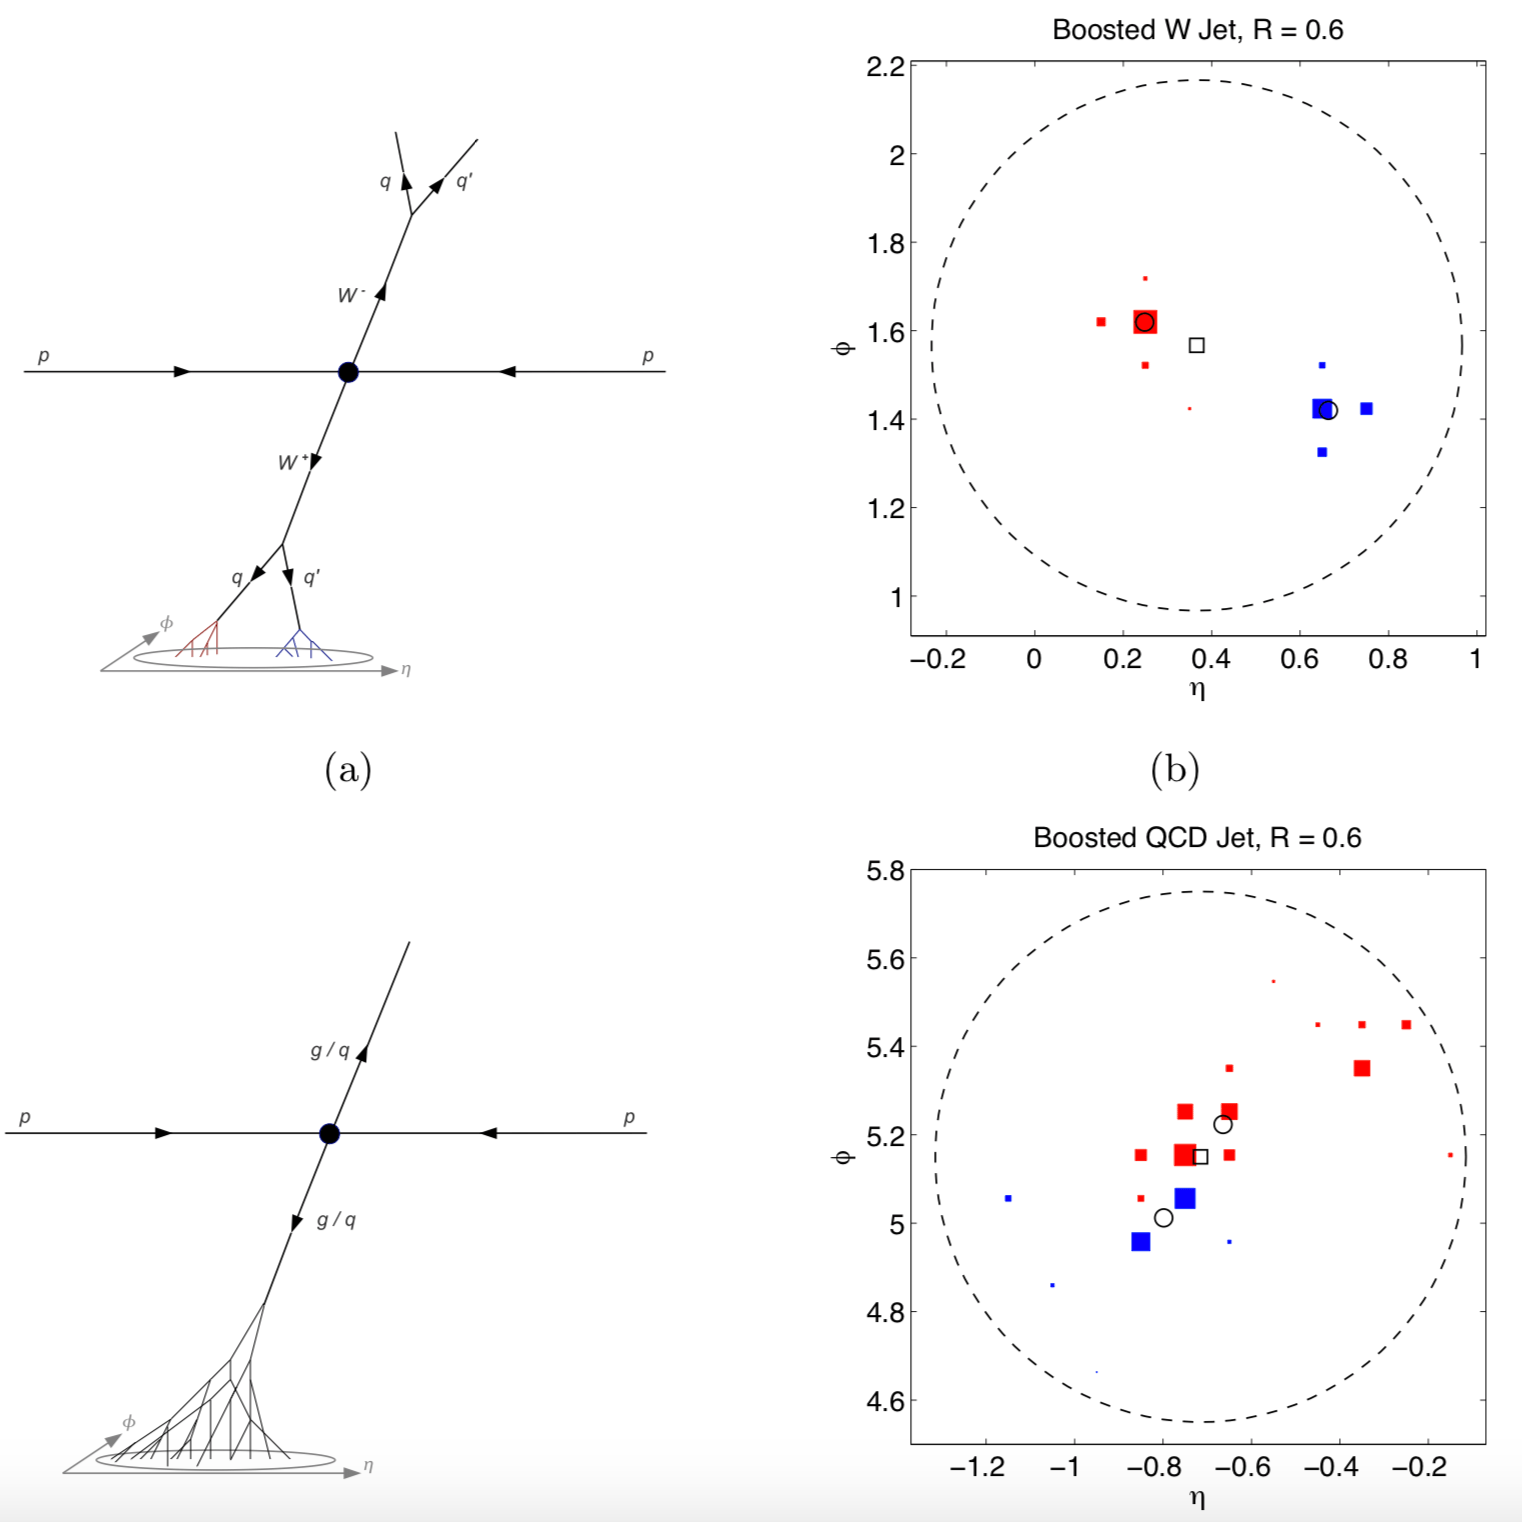 Boosted W Jet, R = 0.6
2.2
2
1.8
1.6
1.4
1.2
1
ϕ
−0.2 0 0.2 0.4 0.6 0.8 1
η
q q'
W -
p p
W +
q q'
ϕ
η
(a) (b)
Boosted QCD Jet, R = 0.6
5.8
5.6
5.4
5.2
5
4.8
4.6
ϕ
−1.2 −1 −0.8 −0.6 −0.4 −0.2
η
g / q
p p
g / q
ϕ
η